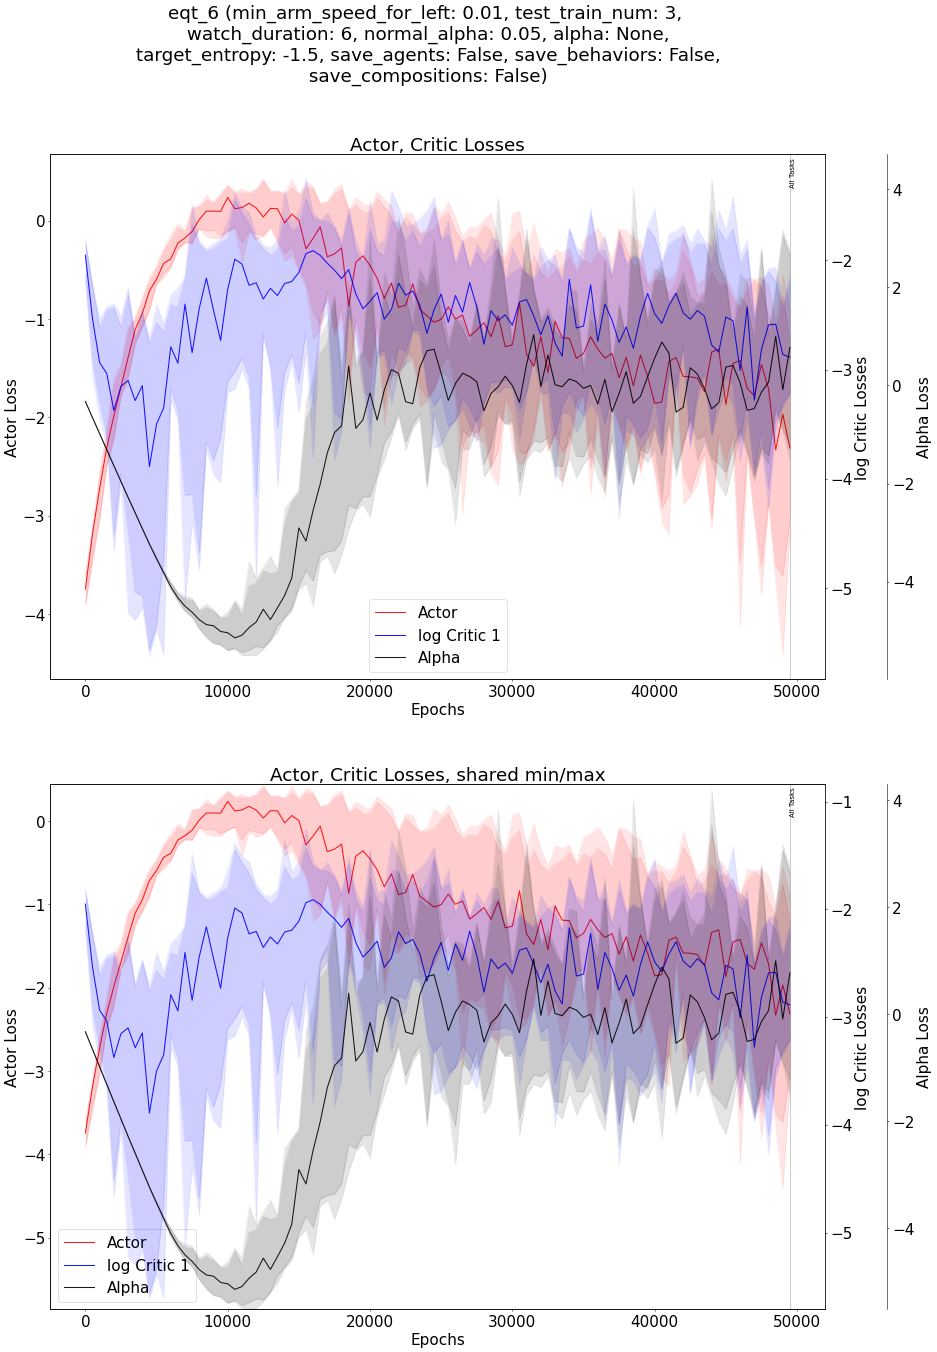 eqt_6 (min_arm_speed_for_left: 0.01, test_train_num: 3,
watch_duration: 6, normal_alpha: 0.05, alpha: None,
target_entropy: -1.5, save_agents: False, save_behaviors: False,
save_compositions: False)
Actor, Critic Losses
All Tasks
0
−1
−2
−3
−4
Actor Loss
−2
−3
−4
−5
log Critic Losses
4
2
0
−2
−4
Alpha Loss
Actor
log Critic 1
Alpha
0 10000 20000 30000 40000 50000
Epochs
Actor, Critic Losses, shared min/max
All Tasks
0
−1
−2
−3
−4
−5
Actor Loss
−1
−2
−3
−4
−5
log Critic Losses
4
2
0
−2
−4
Alpha Loss
Actor
log Critic 1
Alpha
0 10000 20000 30000 40000 50000
Epochs